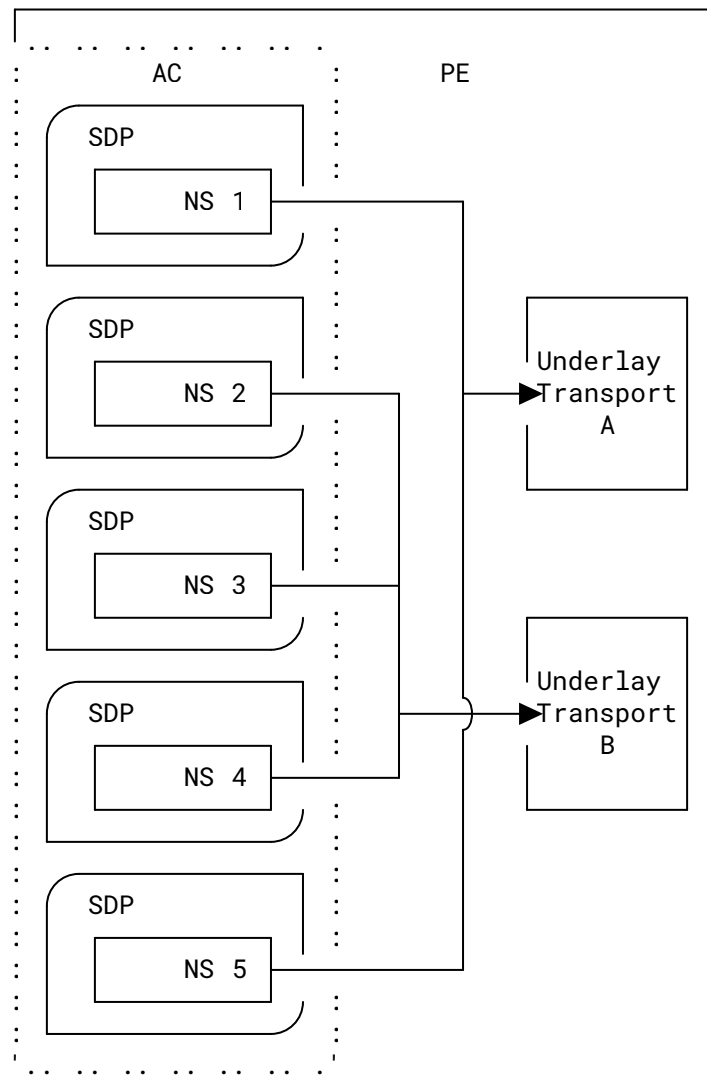 AC
PE
SDP
NS 1
SDP
NS 2
Underlay
Transport
A
SDP
NS 3
SDP
NS 4
Underlay
Transport
B
SDP
NS 5